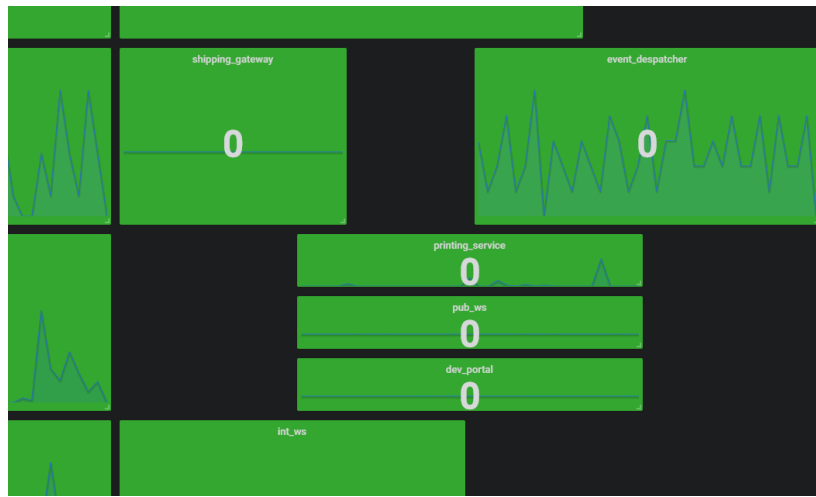 shipping_gateway
0
event_despatcher
0
printing_service
0
pub_ws
0
dev_portal
0
int_ws